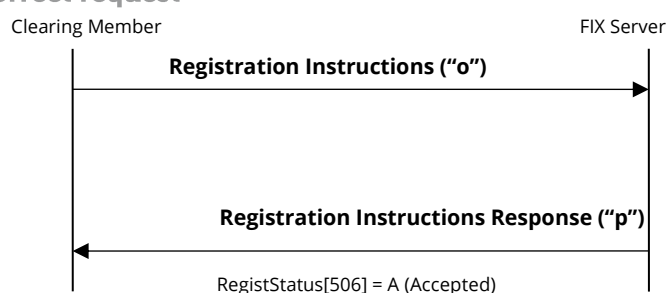 Clearing Member
FIX Server
Registration Instructions (“o”)
Registration Instructions Response (“p”)
RegistStatus[506] = A (Accepted)